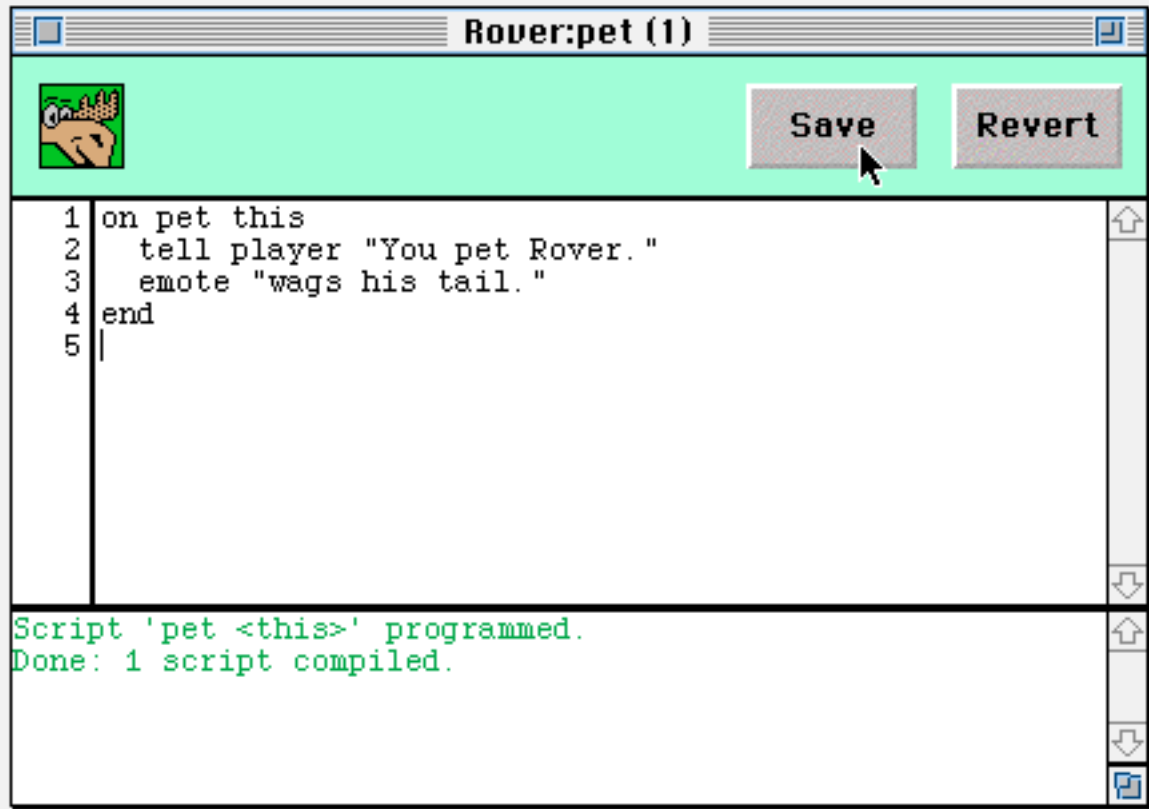 Rover:pet (1)
Save
Revert
1 on pet this
2   tell player "You pet Rover."
3   emote "wags his tail."
4 end
5
Script 'pet <this>' programmed.
Done: 1 script compiled.